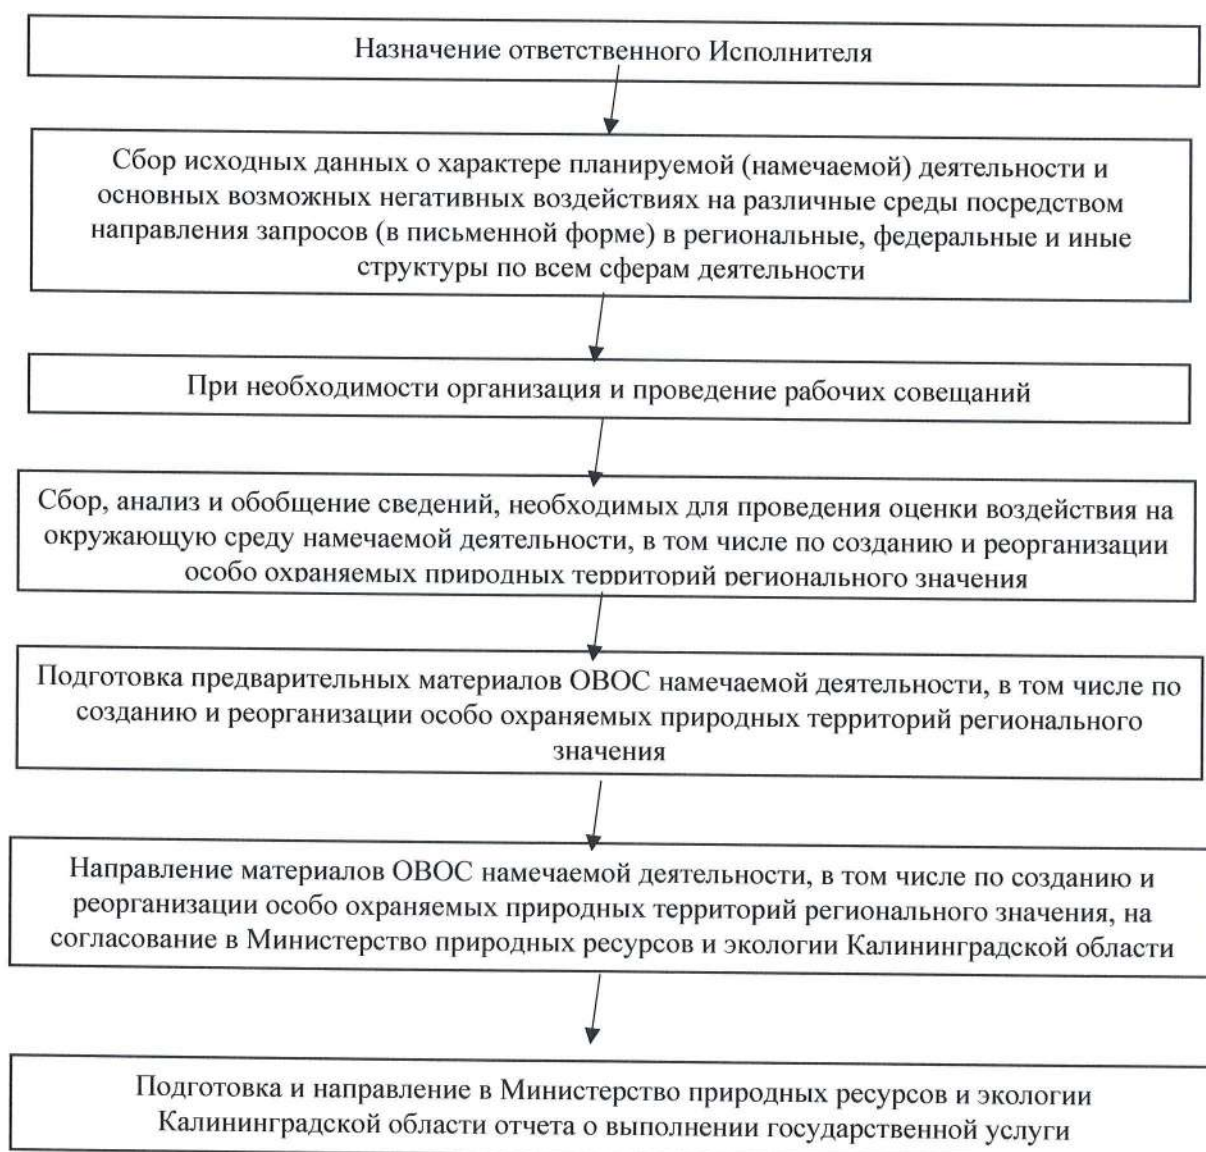 Назначение ответственного Исполнителя
Сбор исходных данных о характере планируемой (намечаемой) деятельности и
основных возможных негативных воздействиях на различные среды посредством
направления запросов (в письменной форме) в региональные, федеральные и иные
структуры по всем сферам деятельности
При необходимости организация и проведение рабочих совещаний
Сбор, анализ и обобщение сведений, необходимых для проведения оценки воздействия на
окружающую среду намечаемой деятельности, в том числе по созданию и реорганизации
особо охраняемых природных территорий регионального значения
Подготовка предварительных материалов ОВОС намечаемой деятельности, в том числе по
созданию и реорганизации особо охраняемых природных территорий регионального
значения
Направление материалов ОВОС намечаемой деятельности, в том числе по созданию и
реорганизации особо охраняемых природных территорий регионального значения, на
согласование в Министерство природных ресурсов и экологии Калининградской области
Подготовка и направление в Министерство природных ресурсов и экологии
Калининградской области отчета о выполнении государственной услуги